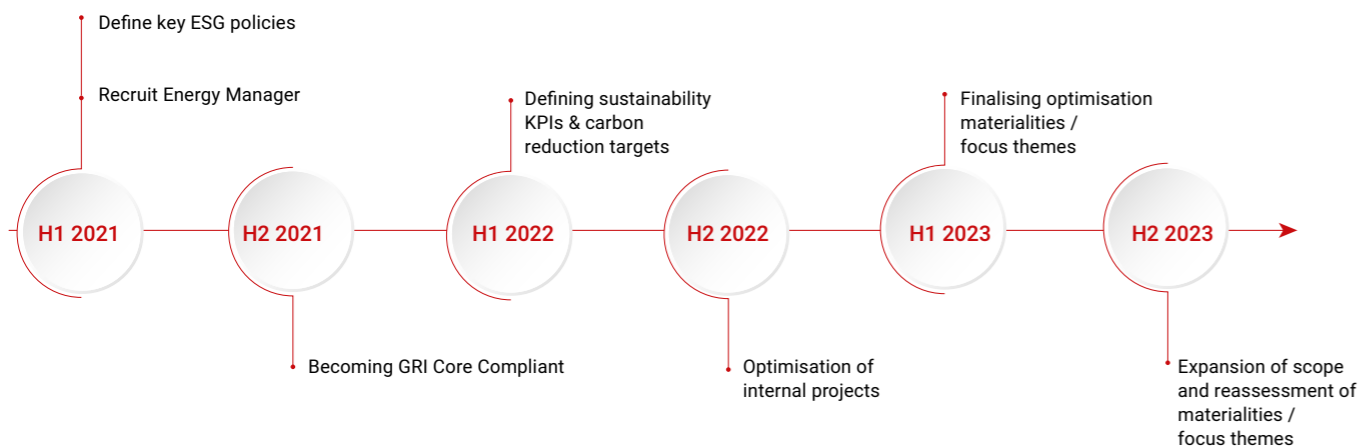 Define key ESG policies
Recruit Energy Manager
Defining sustainability
KPIs & carbon
reduction targets
Finalising optimisation
materialities /
focus themes
H1 2021
H2 2021
H1 2022
H2 2022
H1 2023
H2 2023
Becoming GRI Core Compliant
Optimisation of
internal projects
Expansion of scope
and reassessment of
materialities /
focus themes